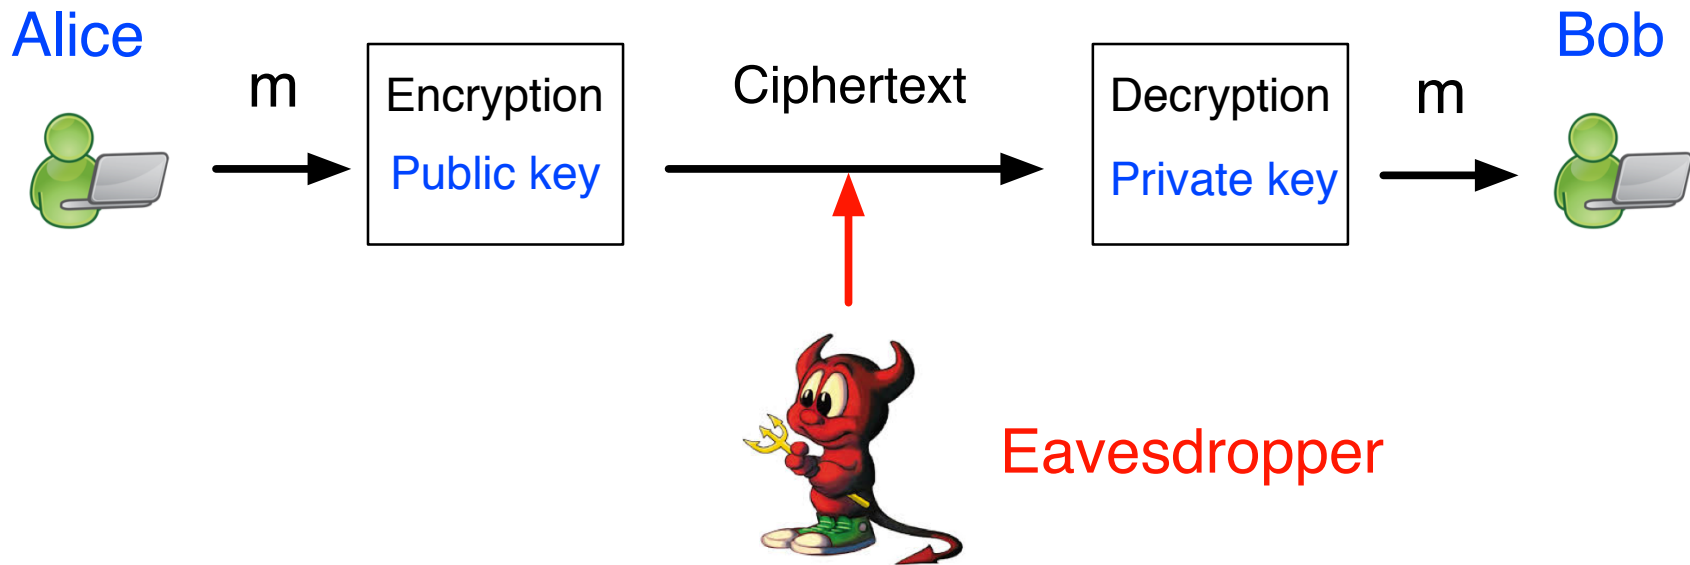 Alice
m
Encryption
Public key
Ciphertext
Decryption
Private key
m
Bob
Eavesdropper